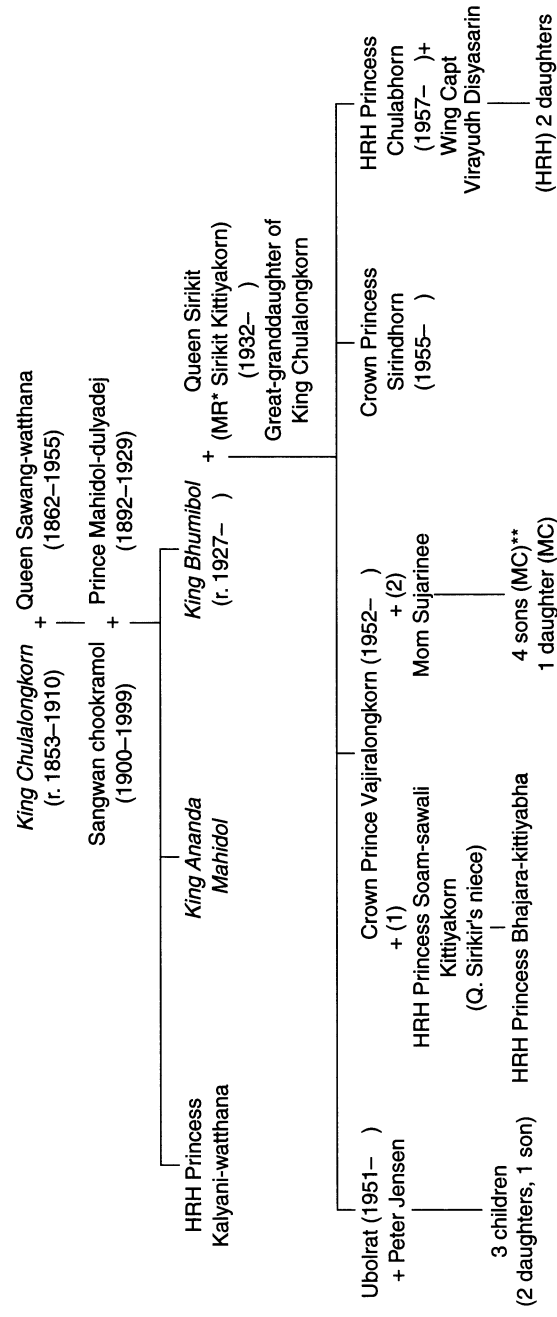 King Chulalongkorn
(r. 1853–1910)
+
Queen Sawang-watthana
(1862–1955)
Sangwan chookramol
(1900–1999)
+
Prince Mahidol-dulyadej
(1892–1929)
HRH Princess
Kalyani-watthana
King Ananda
Mahidol
King Bhumibol
(r. 1927– )
+
Queen Sirikit
(MR* Sirikit Kittiyakorn)
(1932– )
Great-granddaughter of
King Chulalongkorn
Ubolrat (1951– )
+ Peter Jensen
3 children
(2 daughters, 1 son)
Crown Prince Vajiralongkorn (1952– )
+ (1)
HRH Princess Soam-sawali
Kittiyakorn
(Q. Sirikir's niece)
HRH Princess Bhajara-kittiyabha
+ (2)
Mom Sujarinee
4 sons (MC)**
1 daughter (MC)
Crown Princess
Sirindhorn
(1955– )
HRH Princess
Chulabhorn
(1957– )+
Wing Capt
Virayudh Disyasarin
(HRH) 2 daughters